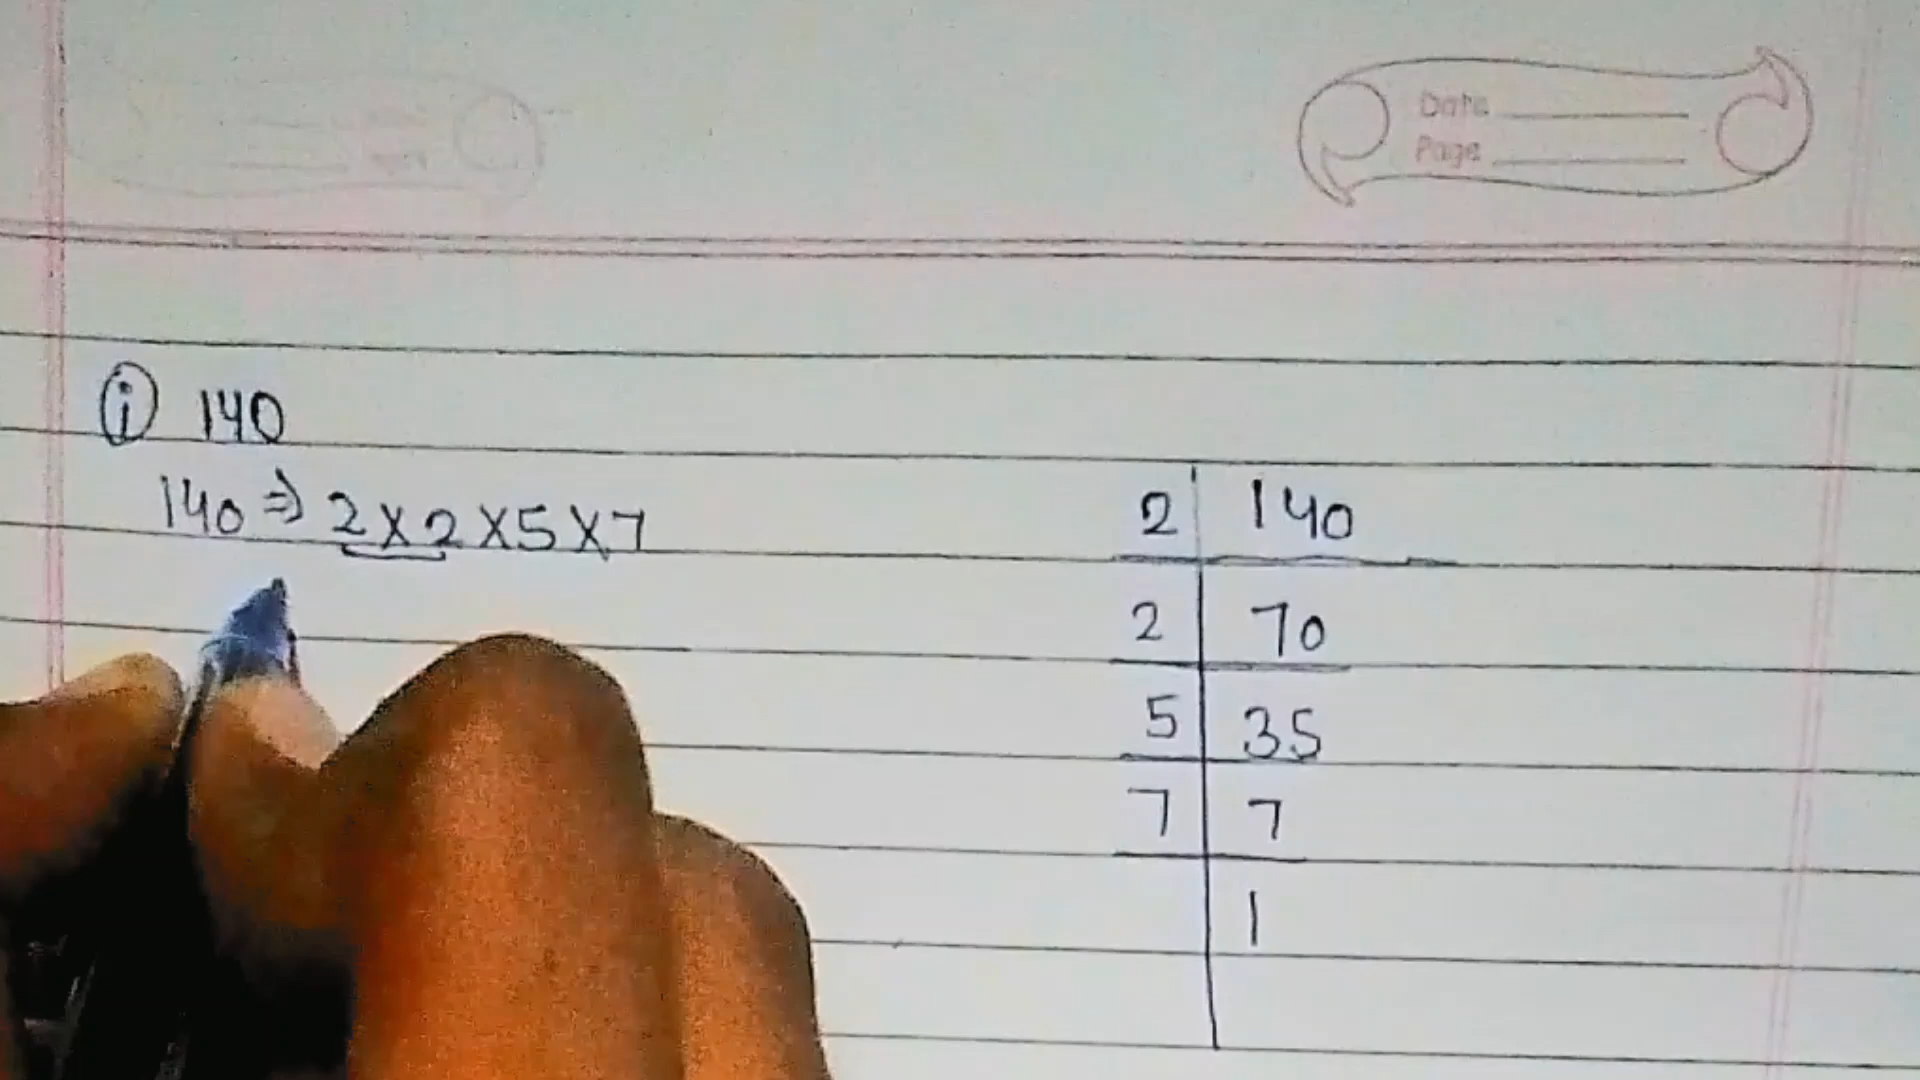 Date
Page
i 140
140 ⇒ 2×2×5×7
2 | 140
2 | 70
5 | 35
7 | 7
| 1